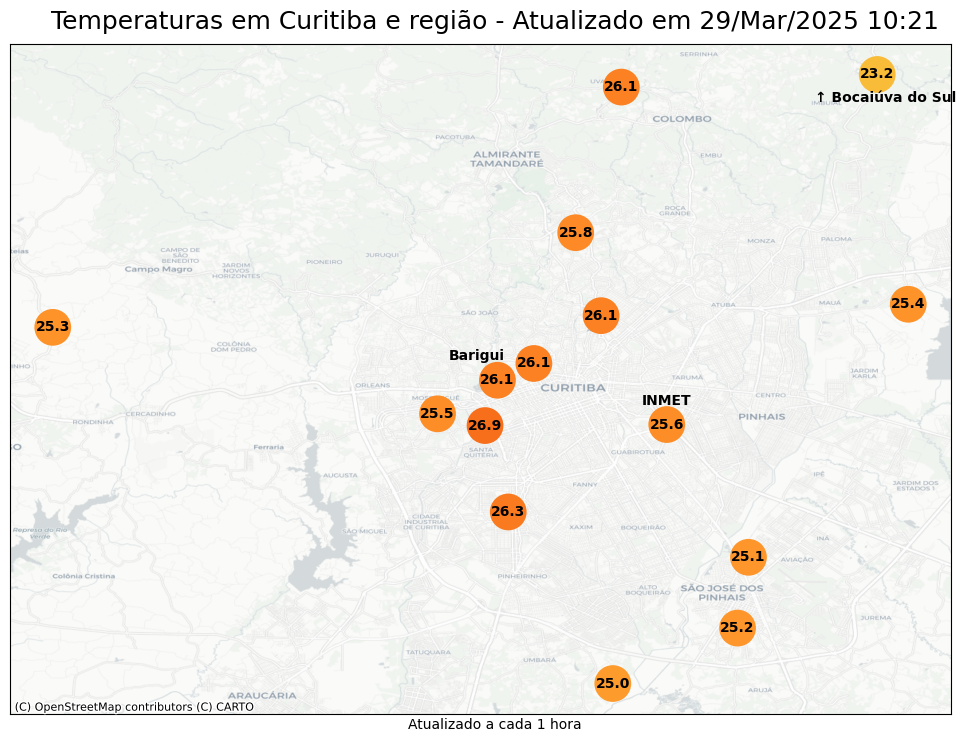 Temperaturas em Curitiba e região - Atualizado em 29/Mar/2025 10:21
SERRINHA
23.2
26.1
↑ Bocaiúva do Sul
COLOMBO
PACOTUBA
ALMIRANTE
TAMANDARÉ
EMBU
ROÇA
GRANDE
25.8
MONZA
PALOMA
CAMPO DE
SÃO
BENEDITO
JURUQUI
PIONEIRO
JARDIM
NOVOS
HORIZONTES
Campo Magro
25.4
MAUÁ
ATUBA
SÃO JOÃO
26.1
25.3
COLÔNIA
DOM PEDRO
Barigui
26.1
26.1
JARDIM
KARLA
TARUMÃ
ORLEANS
CURITIBA
CENTRO
INMET
25.5
CERCADINHO
RONDINHA
PINHAIS
26.9
25.6
Ferraria
SANTA
QUITÉRIA
GUABIROTUBA
AUGUSTA
IPÊ
FANNY
JARDIM DOS
ESTADOS 1
26.3
CIDADE
INDUSTRIAL
DE CURITIBA
SÃO MIGUEL
XAXIM
BOQUEIRÃO
Represa do Rio
Verde
INÁ
25.1
AVIAÇÃO
Colônia Cristina
PINHEIRINHO
ALTO
BOQUEIRÃO
SÃO JOSÉ DOS
PINHAIS
JUREMA
25.2
TATUQUARA
UMBARÁ
25.0
ARUJÁ
ARAUCÁRIA
(C) OpenStreetMap contributors (C) CARTO
Atualizado a cada 1 hora